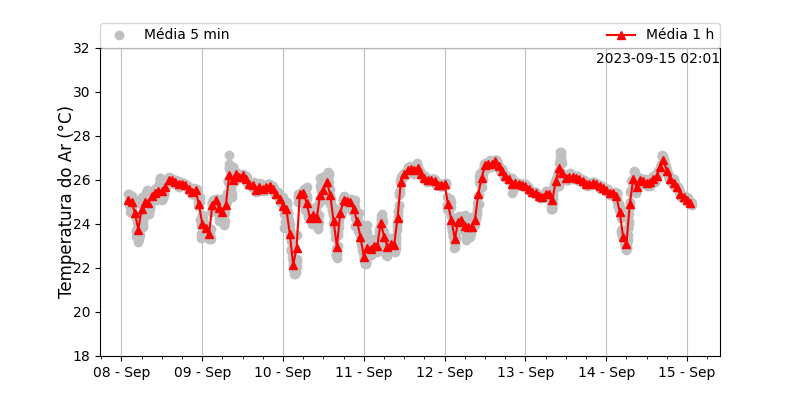 Média 5 min
Média 1 h
2023-09-15 02:01
Temperatura do Ar (°C)
32
30
28
26
24
22
20
18
08 - Sep
09 - Sep
10 - Sep
11 - Sep
12 - Sep
13 - Sep
14 - Sep
15 - Sep